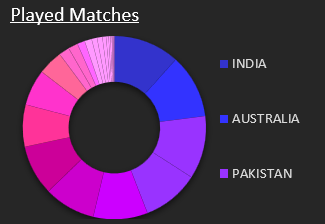 Played Matches
INDIA
AUSTRALIA
PAKISTAN